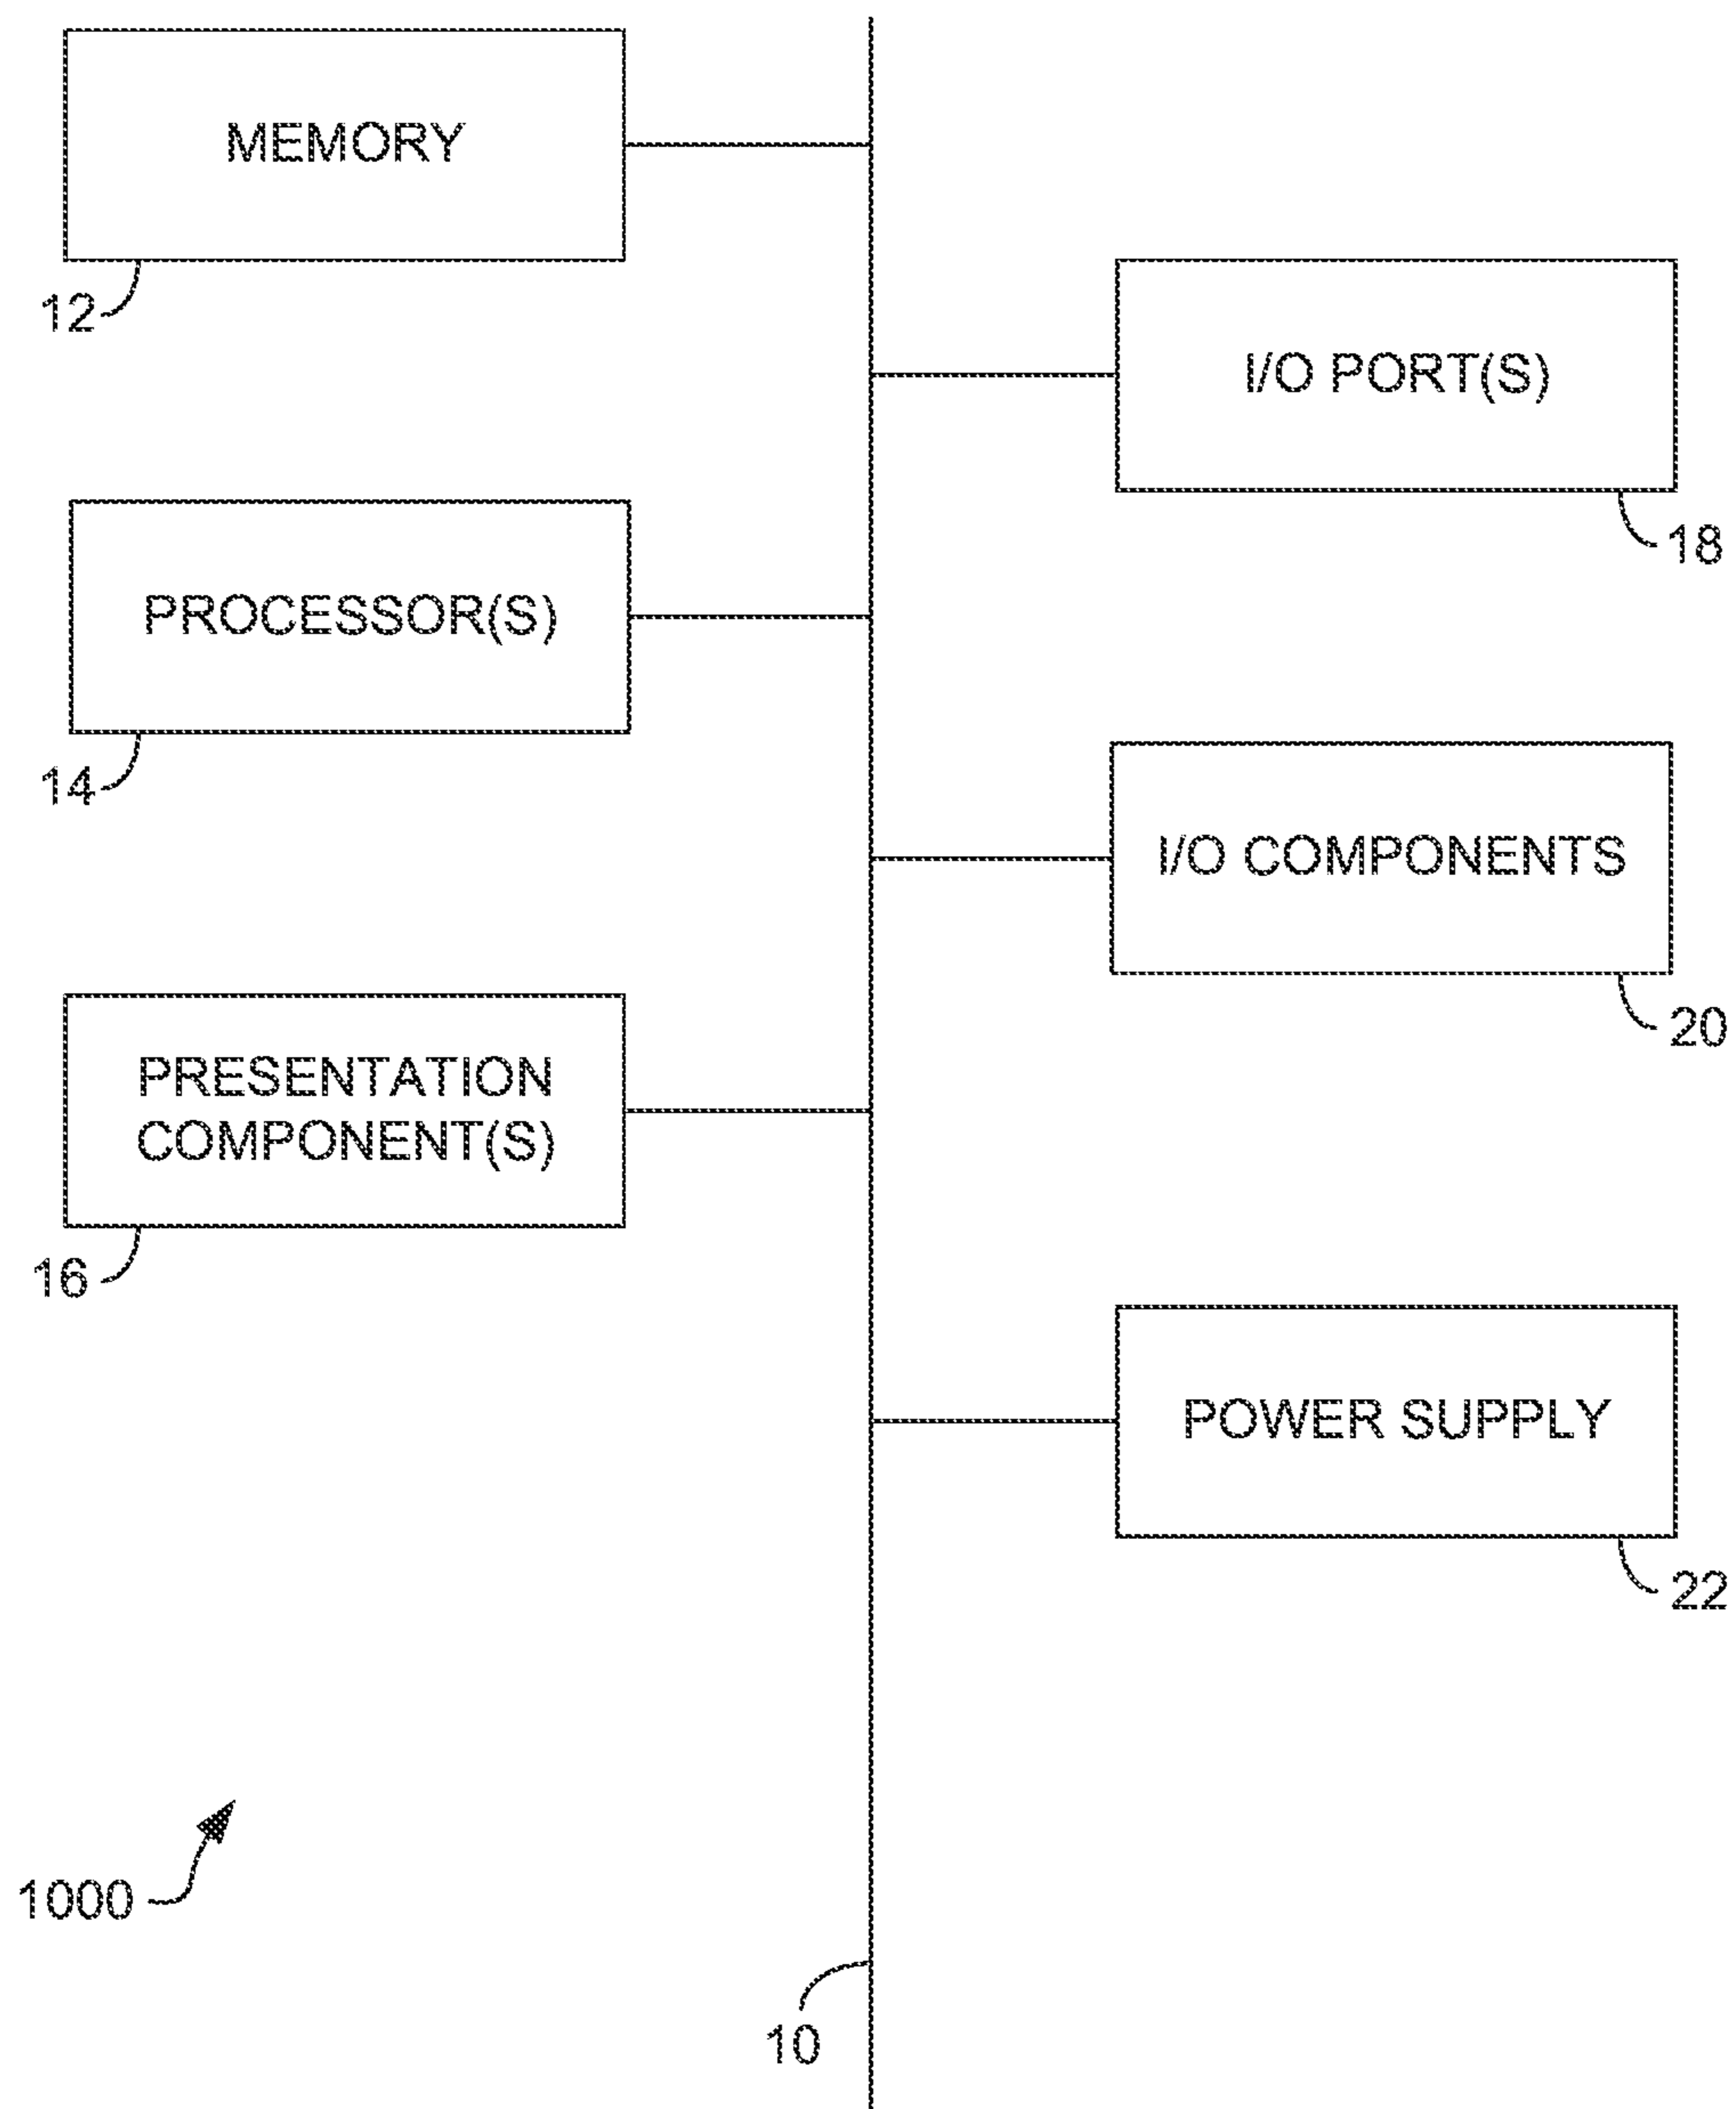 MEMORY
12
I/O PORT(S)
18
PROCESSOR(S)
14
I/O COMPONENTS
20
PRESENTATION
COMPONENT(S)
16
POWER SUPPLY
22
1000
10